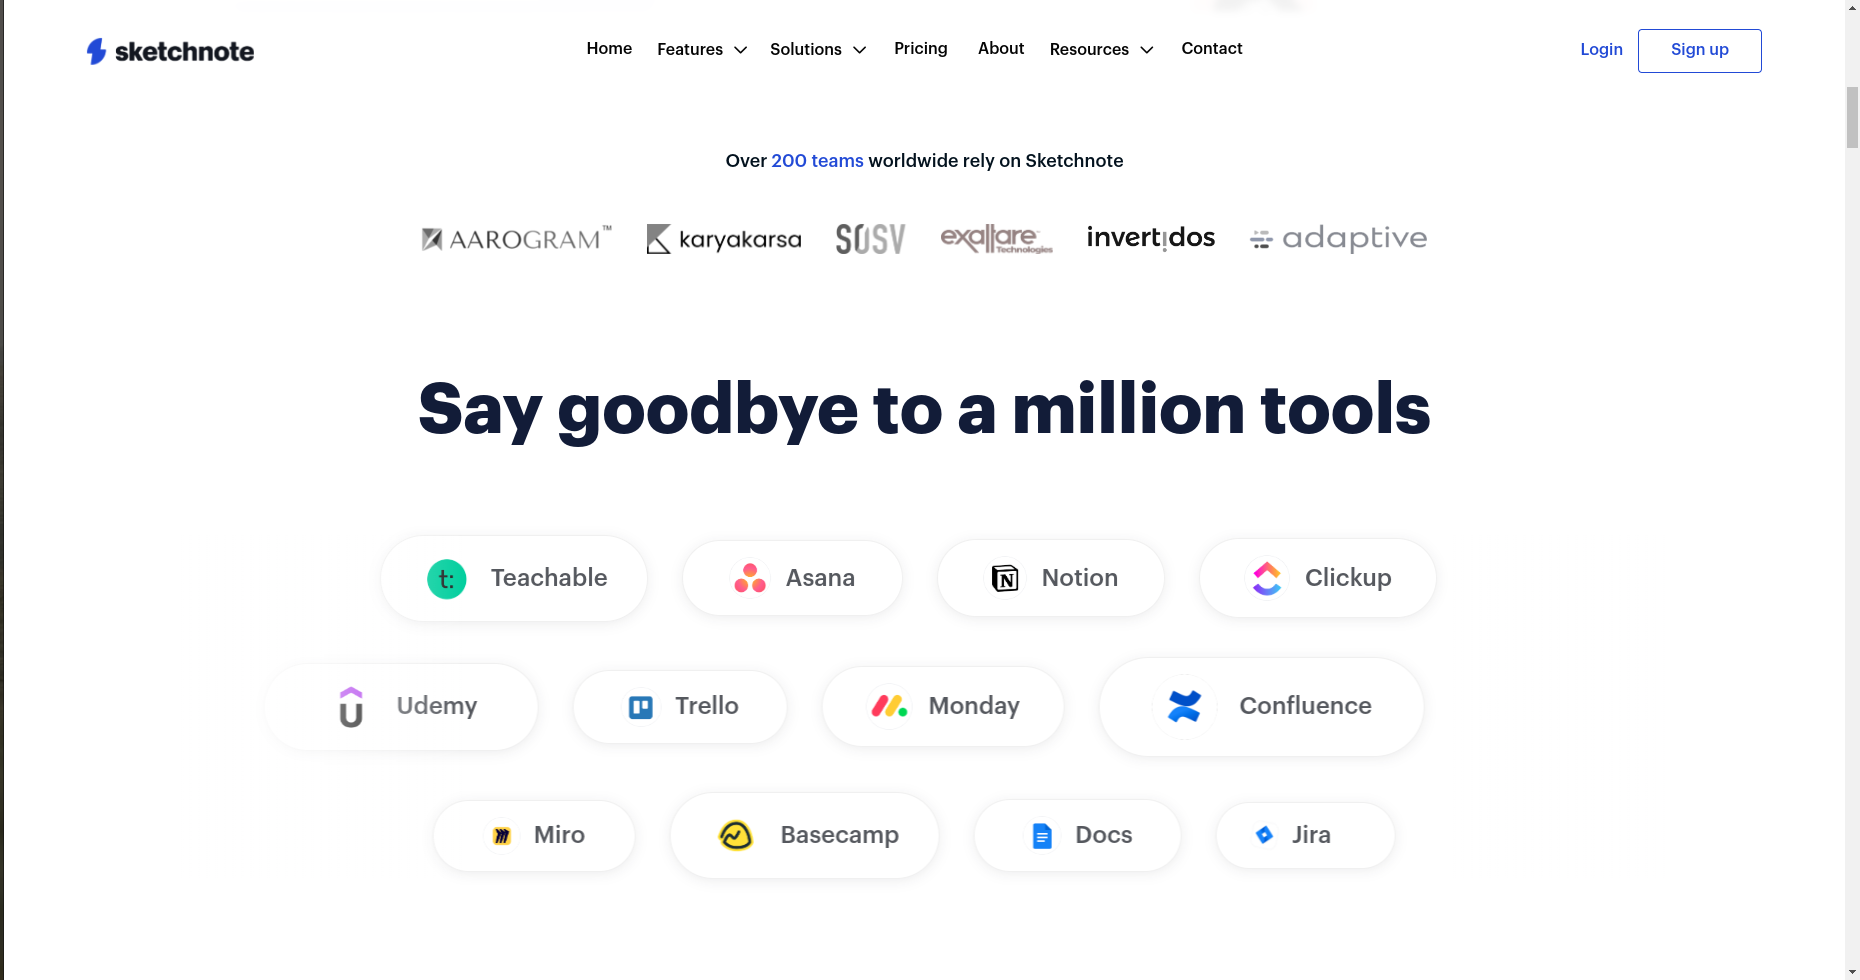 sketchnote
Home Features Solutions Pricing About Resources Contact
Login Sign up
Over 200 teams worldwide rely on Sketchnote
AAROGRAM™ karyakarsa SOSV exallare™ Technologies invertidos adaptive
Say goodbye to a million tools
t: Teachable Asana N Notion Clickup
Udemy Trello Monday Confluence
Miro Basecamp Docs Jira